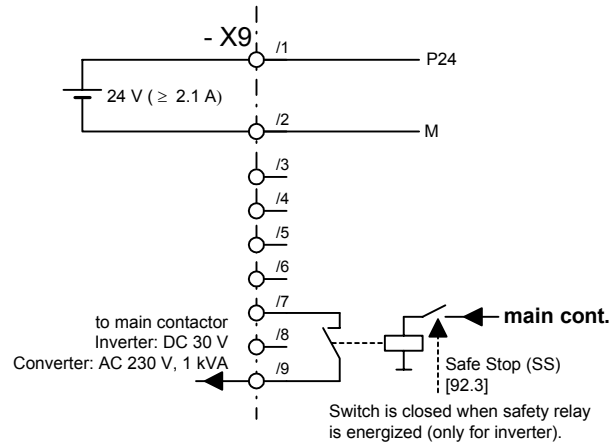 - X9
/1
P24
24 V ( ≥ 2.1 A)
/2
M
/3
/4
/5
/6
/7
to main contactor
Inverter: DC 30 V
/8
Converter: AC 230 V, 1 kVA
/9
main cont.
Safe Stop (SS)
[92.3]
Switch is closed when safety relay
is energized (only for inverter).